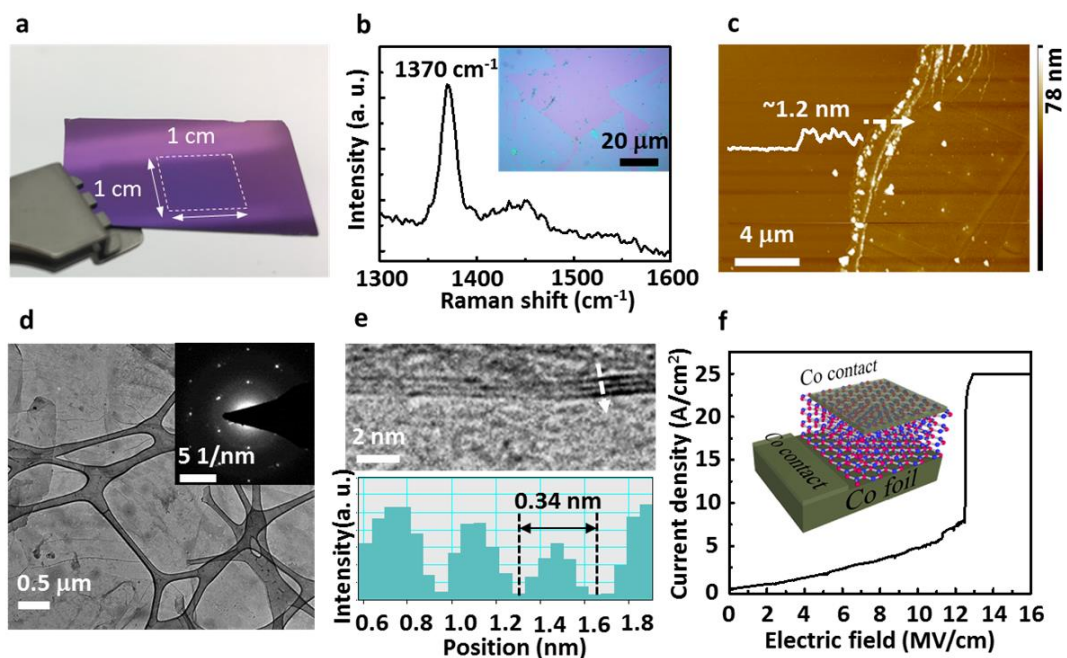 a
1 cm
1 cm
b
1370 cm⁻¹
20 μm
Intensity (a. u.)
1300 1400 1500 1600
Raman shift (cm⁻¹)
c
~1.2 nm
4 μm
78 nm
d
5 1/nm
0.5 μm
e
2 nm
0.34 nm
Intensity(a. u.)
0.6 0.8 1.0 1.2 1.4 1.6 1.8
Position (nm)
f
Current density (A/cm²)
25
20
15
10
5
0
Co contact
Co contact
Co foil
0 2 4 6 8 10 12 14 16
Electric field (MV/cm)